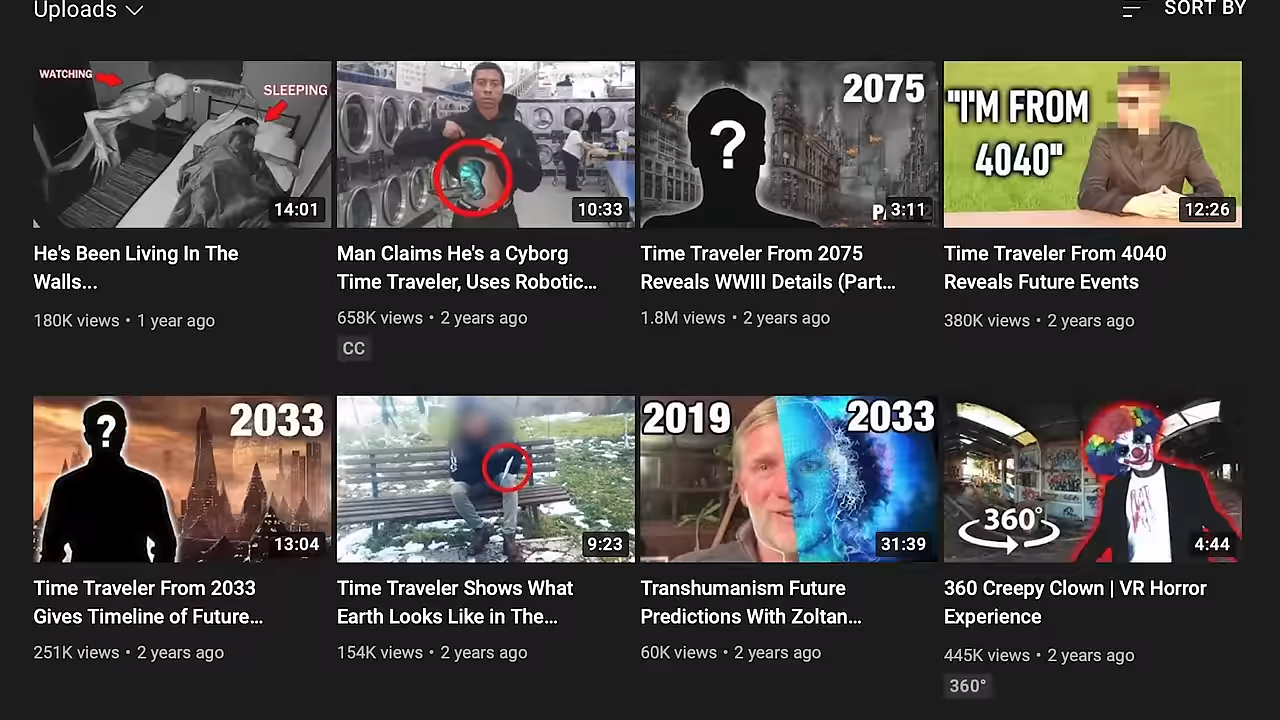 Uploads
SORT BY
WATCHING
SLEEPING
14:01
10:33
2075
?
3:11
"I'M FROM
4040"
12:26
He's Been Living In The
Walls...
180K views • 1 year ago
Man Claims He's a Cyborg
Time Traveler, Uses Robotic...
658K views • 2 years ago
CC
Time Traveler From 2075
Reveals WWIII Details (Part...
1.8M views • 2 years ago
Time Traveler From 4040
Reveals Future Events
380K views • 2 years ago
?
2033
13:04
9:23
2019
2033
31:39
360°
4:44
Time Traveler From 2033
Gives Timeline of Future...
251K views • 2 years ago
Time Traveler Shows What
Earth Looks Like in The...
154K views • 2 years ago
Transhumanism Future
Predictions With Zoltan...
60K views • 2 years ago
360 Creepy Clown | VR Horror
Experience
445K views • 2 years ago
360°